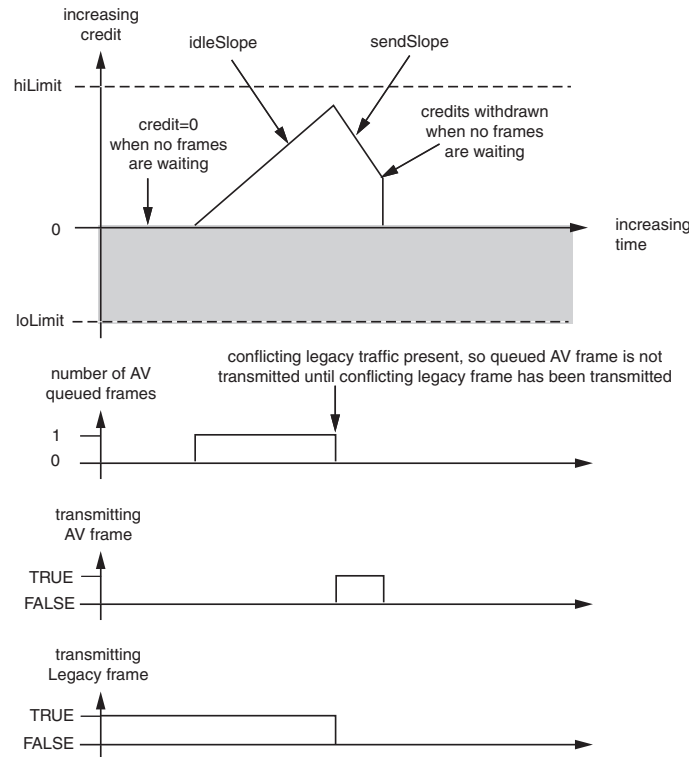 increasing
credit
idleSlope
sendSlope
hiLimit
credit=0
when no frames
are waiting
credits withdrawn
when no frames
are waiting
0
increasing
time
loLimit
conflicting legacy traffic present, so queued AV frame is not
transmitted until conflicting legacy frame has been transmitted
number of AV
queued frames
1
0
transmitting
AV frame
TRUE
FALSE
transmitting
Legacy frame
TRUE
FALSE